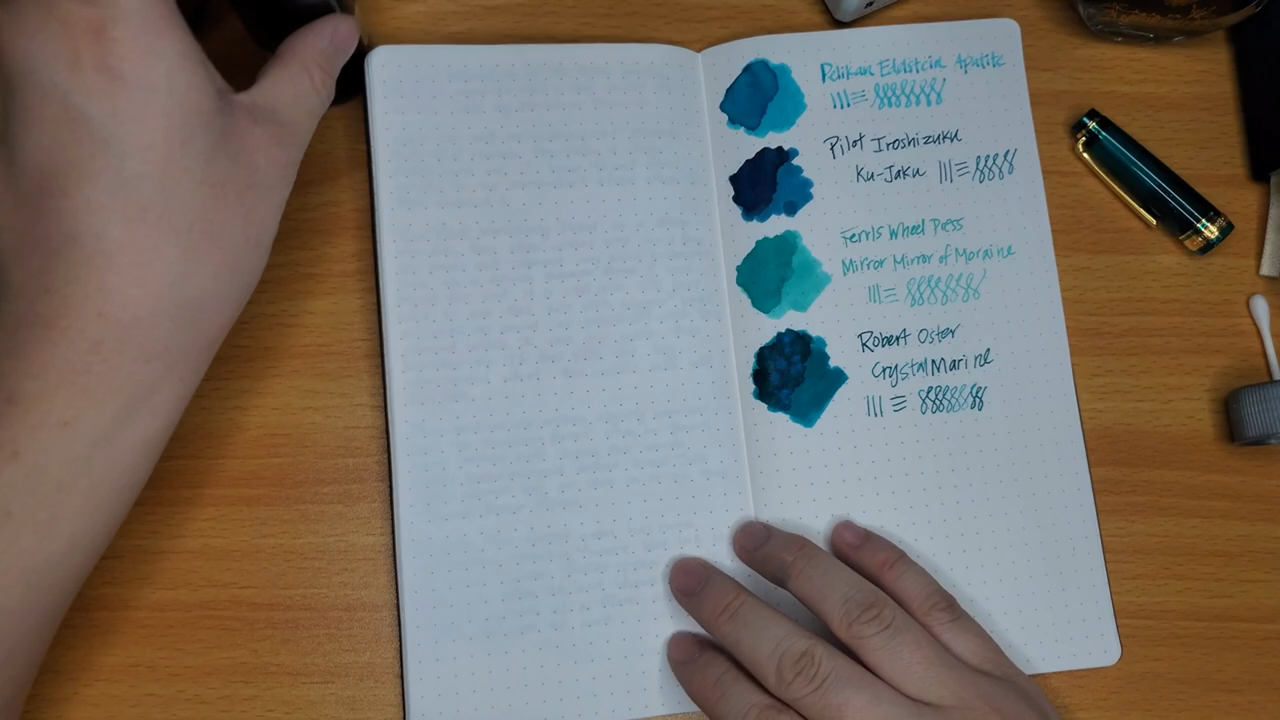 Pelikan Edelstein Apatite
Pilot Iroshizuku
Ku-Jaku
Ferris Wheel Press
Mirror Mirror of Moraine
Robert Oster
Crystal Marine